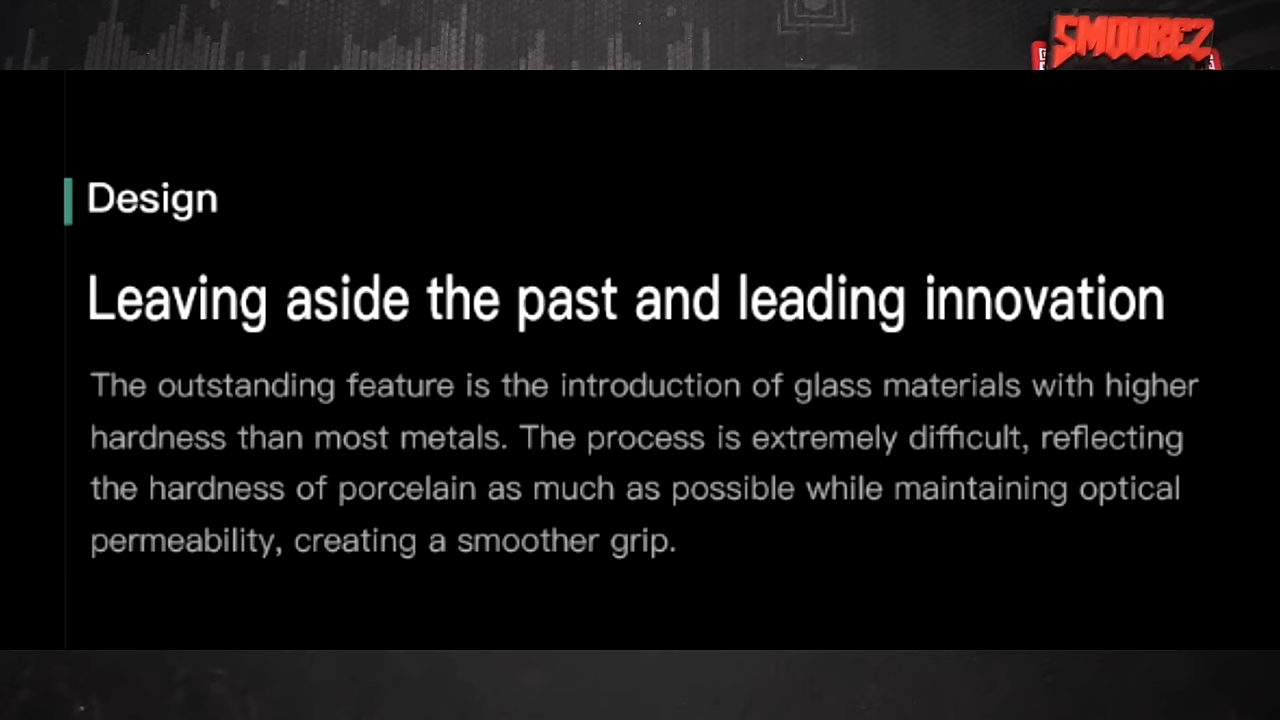 SMOOREZ
Design
Leaving aside the past and leading innovation
The outstanding feature is the introduction of glass materials with higher
hardness than most metals. The process is extremely difficult, reflecting
the hardness of porcelain as much as possible while maintaining optical
permeability, creating a smoother grip.